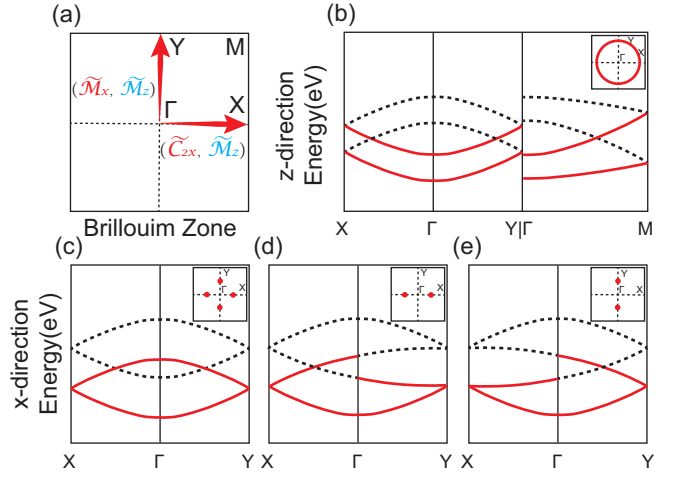 (a)
Y
M
(M̃x, M̃z)
Γ
X
(C̃2x, M̃z)
Brillouim Zone
(b)
z-direction
Energy(eV)
Y
X
Γ
X
Γ
Y|Γ
M
x-direction
Energy(eV)
(c)
Y
X
Γ
X
Γ
Y
(d)
Y
X
Γ
X
Γ
Y
(e)
Y
X
Γ
X
Γ
Y